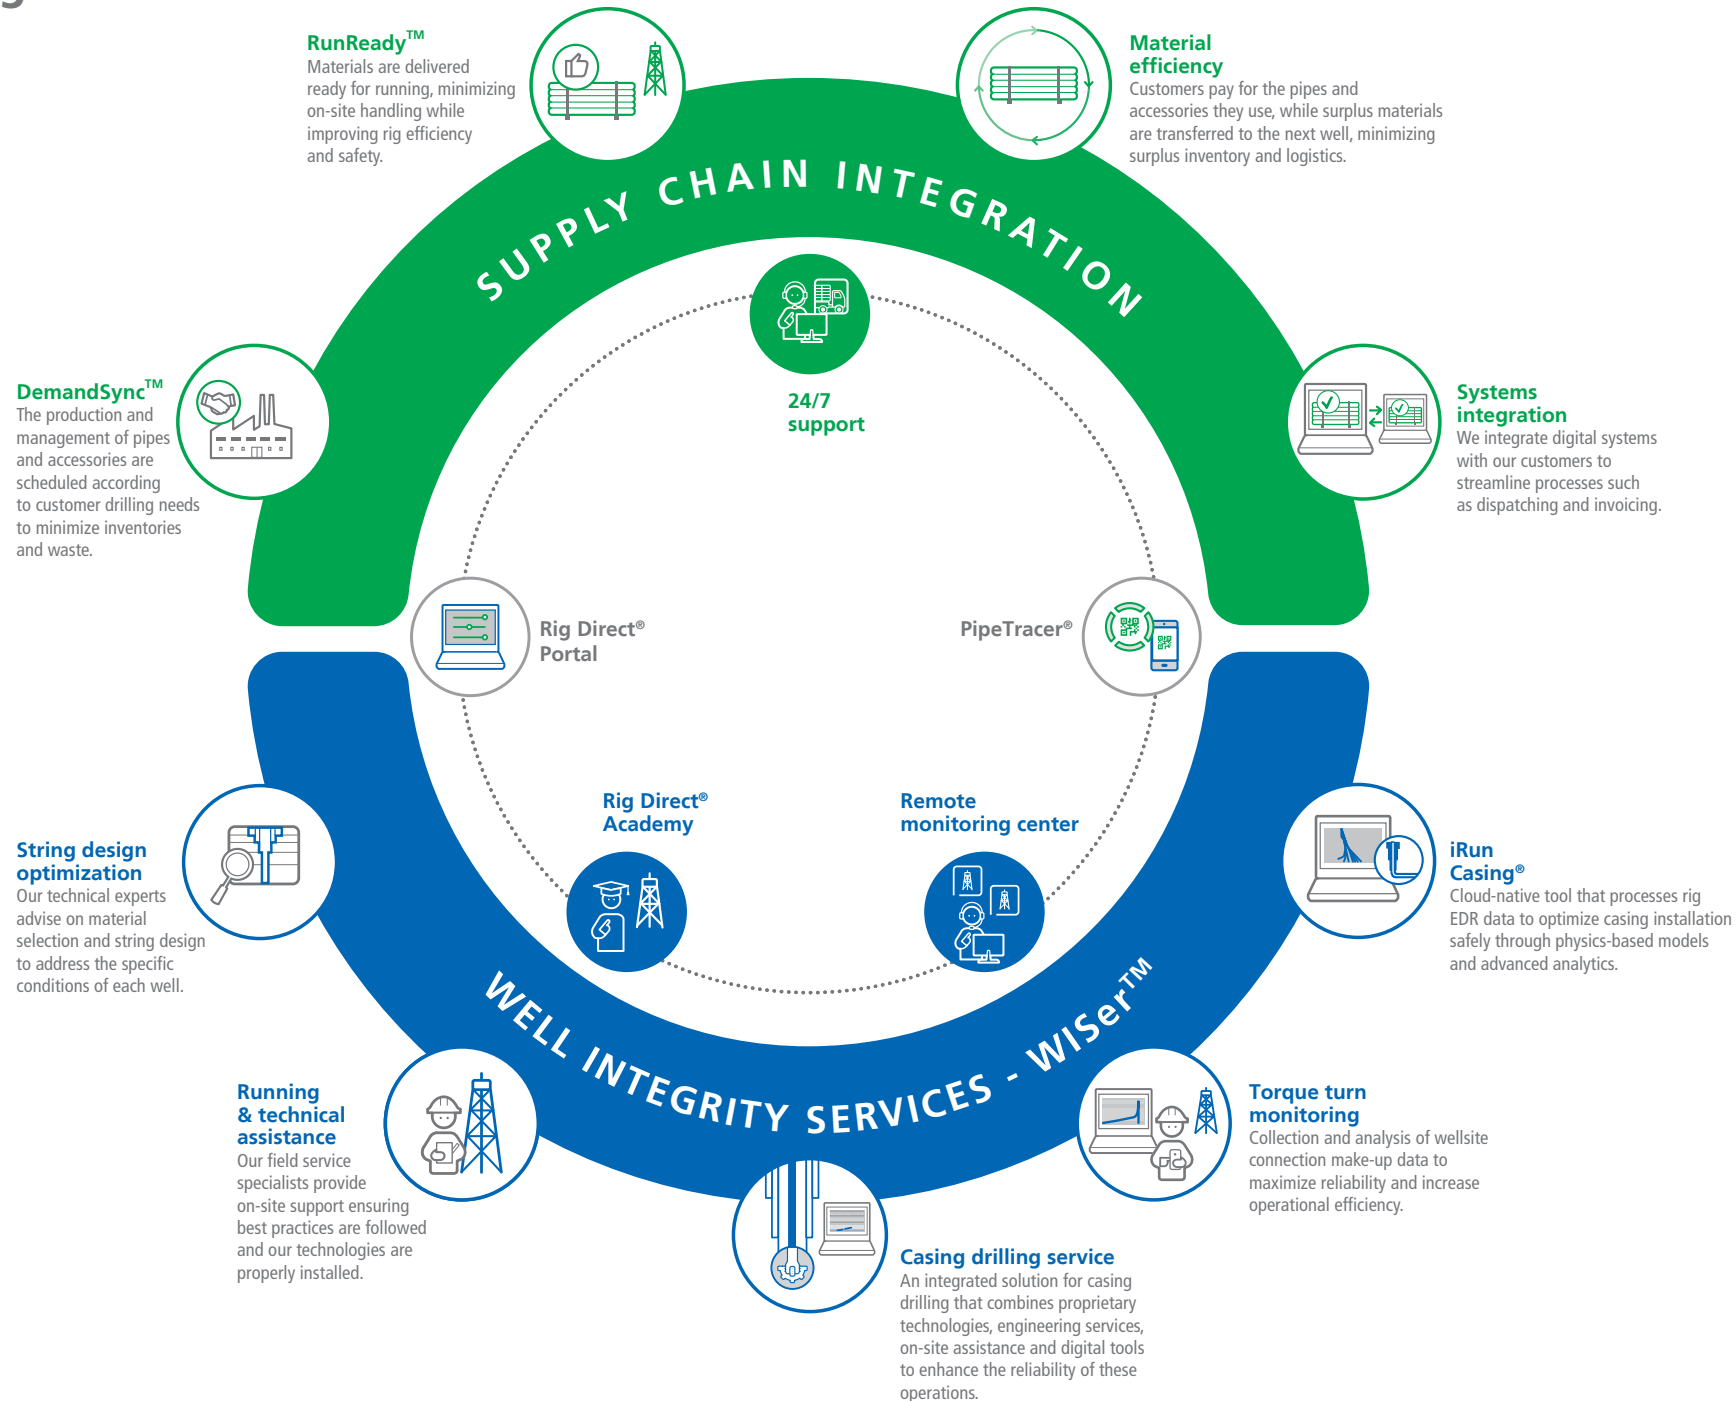 RunReady™
Materials are delivered
ready for running, minimizing
on-site handling while
improving rig efficiency
and safety.
Material
efficiency
Customers pay for the pipes and
accessories they use, while surplus materials
are transferred to the next well, minimizing
surplus inventory and logistics.
SUPPLY CHAIN INTEGRATION
24/7
support
DemandSync™
The production and
management of pipes
and accessories are
scheduled according
to customer drilling needs
to minimize inventories
and waste.
Systems
integration
We integrate digital systems
with our customers to
streamline processes such
as dispatching and invoicing.
Rig Direct®
Portal
PipeTracer®
Rig Direct®
Academy
Remote
monitoring center
String design
optimization
Our technical experts
advise on material
selection and string design
to address the specific
conditions of each well.
iRun
Casing®
Cloud-native tool that processes rig
EDR data to optimize casing installation
safely through physics-based models
and advanced analytics.
WELL INTEGRITY SERVICES - WISer™
Running
& technical
assistance
Our field service
specialists provide
on-site support ensuring
best practices are followed
and our technologies are
properly installed.
Torque turn
monitoring
Collection and analysis of wellsite
connection make-up data to
maximize reliability and increase
operational efficiency.
Casing drilling service
An integrated solution for casing
drilling that combines proprietary
technologies, engineering services,
on-site assistance and digital tools
to enhance the reliability of these
operations.